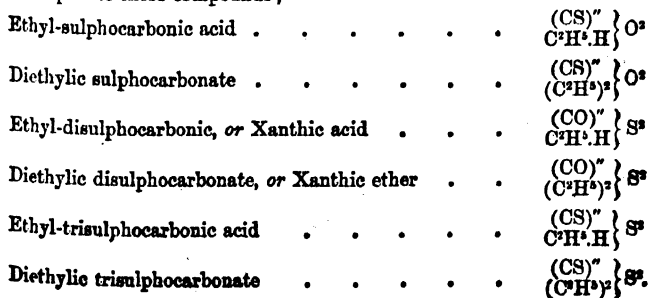 Ethyl-sulphocarbonic acid . . . . . . (CS)″ C²H⁵.H } O²
Diethylic sulphocarbonate . . . . . . (CS)″ (C²H⁵)² } O²
Ethyl-disulphocarbonic, or Xanthic acid . . . (CO)″ C²H⁵.H } S²
Diethylic disulphocarbonate, or Xanthic ether . . (CO)″ (C²H⁵)² } S²
Ethyl-trisulphocarbonic acid . . . . . (CS)″ C²H⁵.H } S²
Diethylic trisulphocarbonate . . . . . (CS)″ (C²H⁵)² } S².